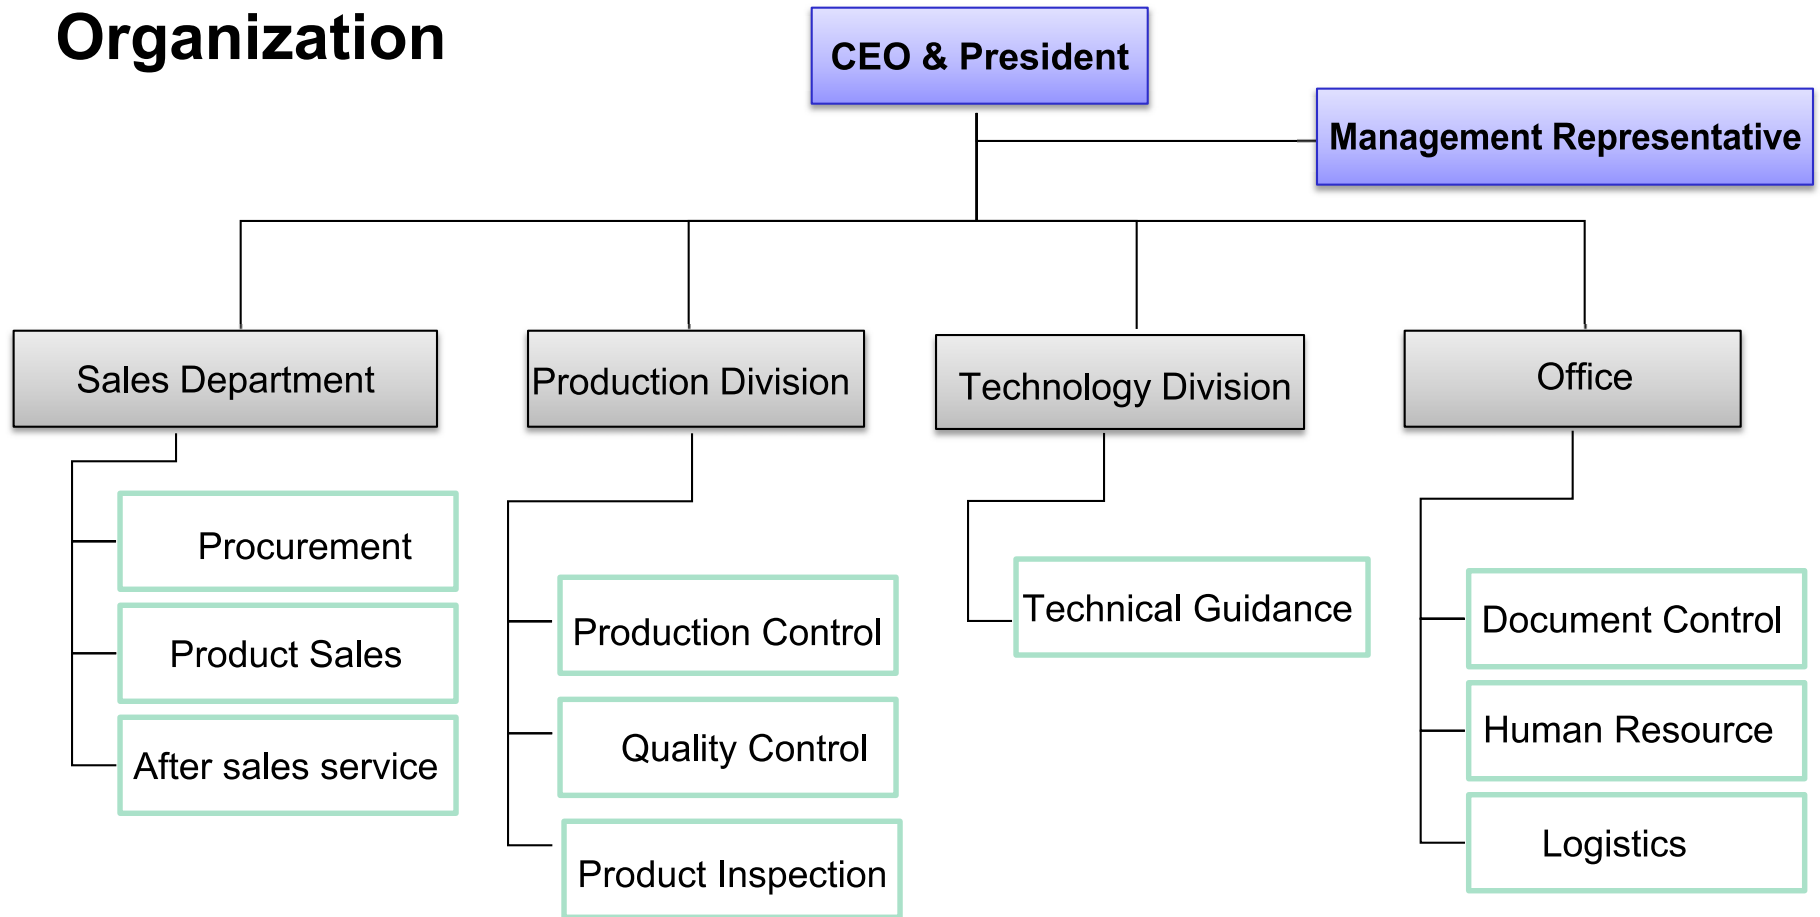 Organization
CEO & President
Management Representative
Sales Department
Production Division
Technology Division
Office
Procurement
Product Sales
After sales service
Production Control
Quality Control
Product Inspection
Technical Guidance
Document Control
Human Resource
Logistics